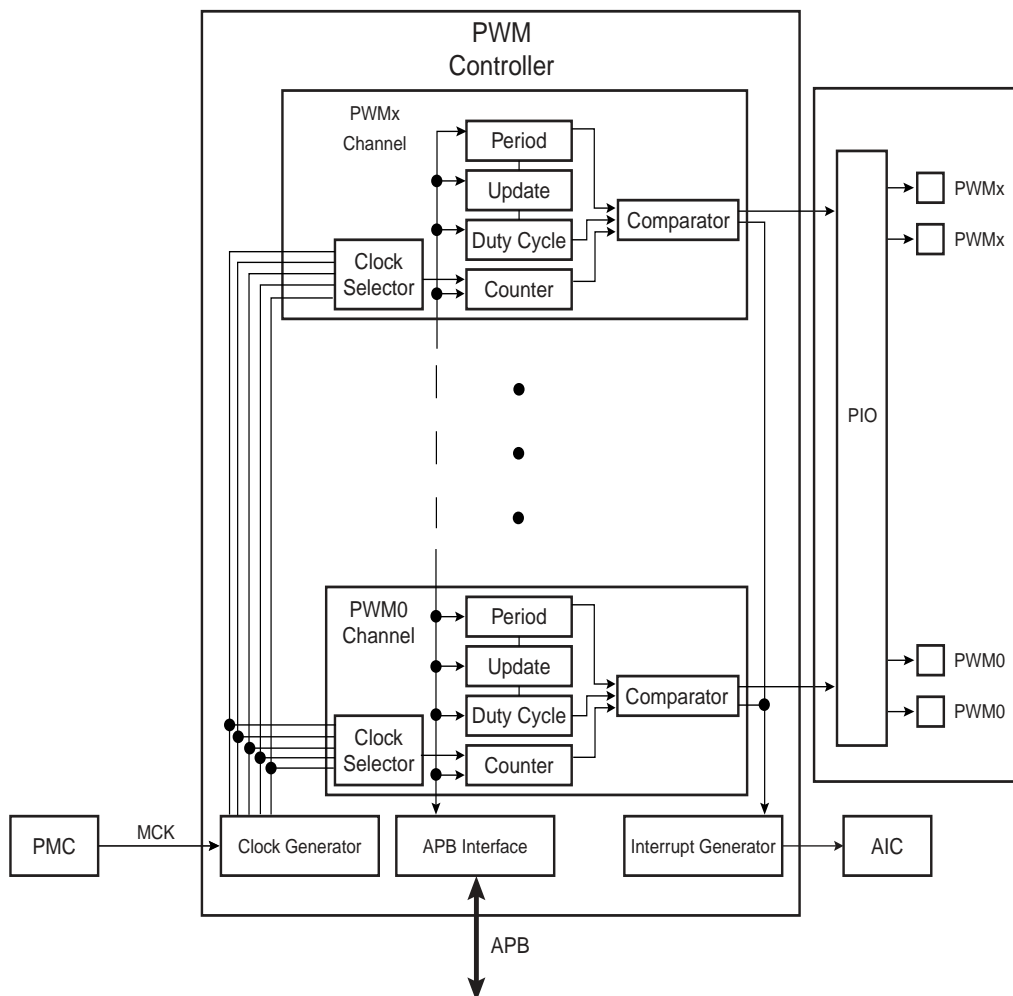 PWM
Controller
PWMx
Channel
Period
Update
Duty Cycle
Counter
Comparator
Clock
Selector
PIO
PWMx
PWMx
PWM0
Channel
Period
Update
Duty Cycle
Counter
Comparator
Clock
Selector
PWM0
PWM0
PMC
MCK
Clock Generator
APB Interface
Interrupt Generator
AIC
APB